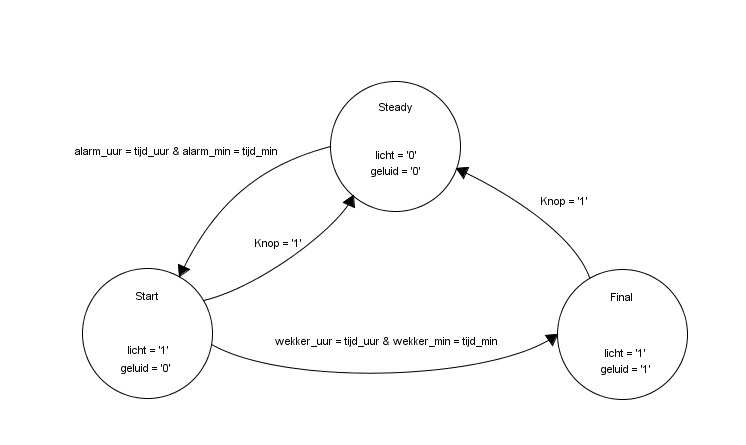 Steady
licht = '0'
geluid = '0'
alarm_uur = tijd_uur & alarm_min = tijd_min
Knop = '1'
Knop = '1'
Start
licht = '1'
geluid = '0'
wekker_uur = tijd_uur & wekker_min = tijd_min
Final
licht = '1'
geluid = '1'